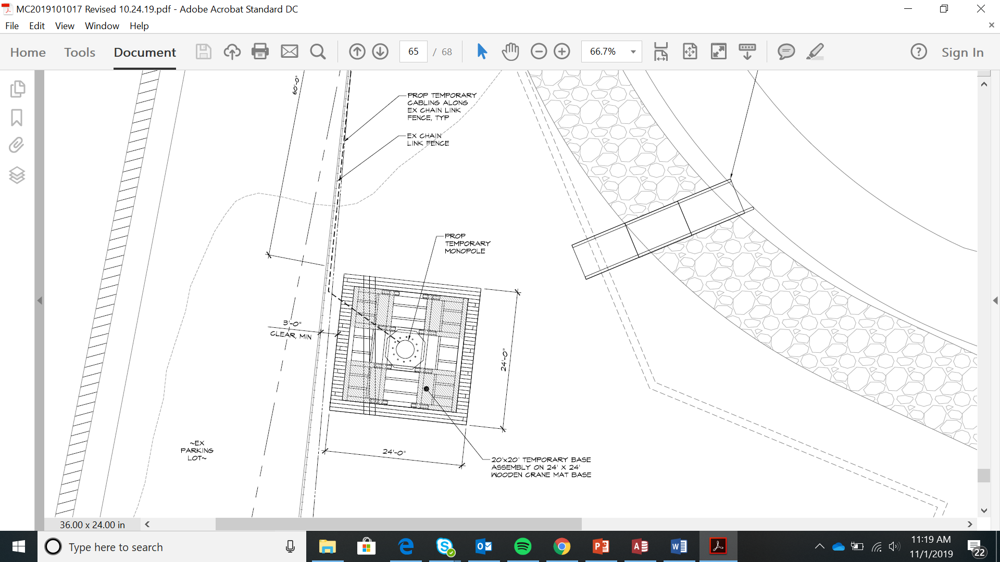 MC2019101017 Revised 10.24.19.pdf - Adobe Acrobat Standard DC
File Edit View Window Help
Home Tools Document 65 / 68 66.7% Sign In
60'-0"
PROP TEMPORARY
CABLING ALONG
EX CHAIN LINK
FENCE, TYP
EX CHAIN
LINK FENCE
PROP
TEMPORARY
MONOPOLE
3'-0"
CLEAR, MIN
24'-0"
24'-0"
~EX
PARKING
LOT~
20'x20' TEMPORARY BASE
ASSEMBLY ON 24' X 24'
WOODEN CRANE MAT BASE
36.00 x 24.00 in
Type here to search
11:19 AM
11/1/2019
22